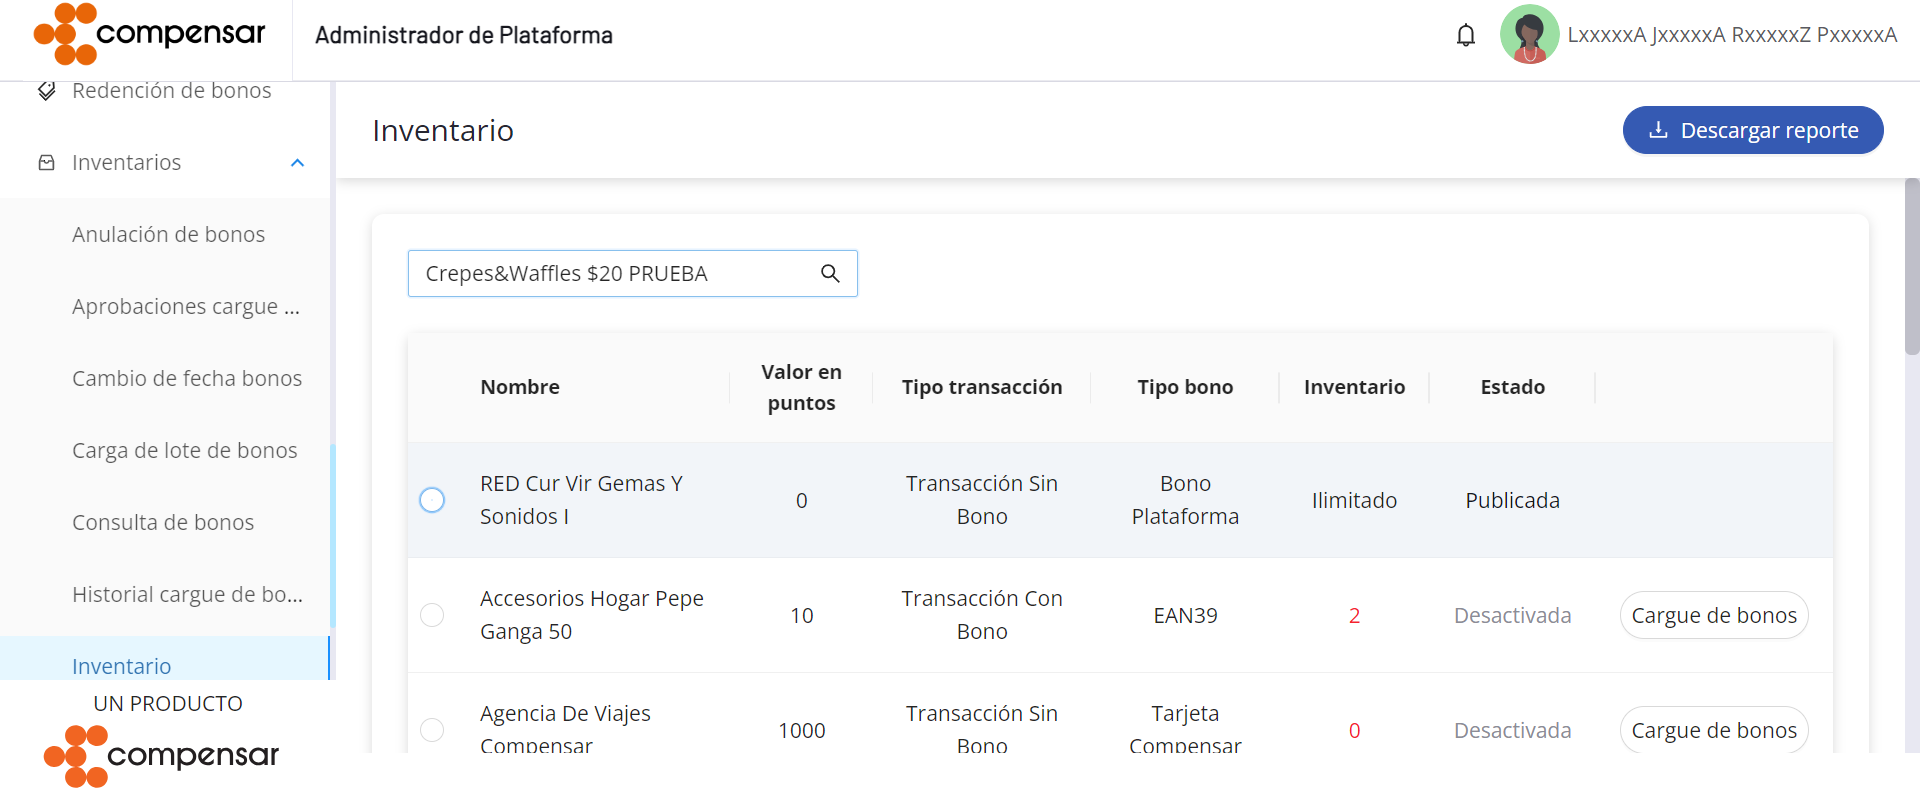 compensar
Administrador de Plataforma
LxxxxxA JxxxxxA RxxxxxZ PxxxxxA
Redención de bonos
Inventarios
Anulación de bonos
Aprobaciones cargue ...
Cambio de fecha bonos
Carga de lote de bonos
Consulta de bonos
Historial cargue de bo...
Inventario
UN PRODUCTO
compensar
Inventario
Descargar reporte
Crepes&Waffles $20 PRUEBA
Nombre
Valor en
puntos
Tipo transacción
Tipo bono
Inventario
Estado
RED Cur Vir Gemas Y
Sonidos I
0
Transacción Sin
Bono
Bono
Plataforma
Ilimitado
Publicada
Accesorios Hogar Pepe
Ganga 50
10
Transacción Con
Bono
EAN39
2
Desactivada
Cargue de bonos
Agencia De Viajes
Compensar
1000
Transacción Sin
Bono
Tarjeta
Compensar
0
Desactivada
Cargue de bonos